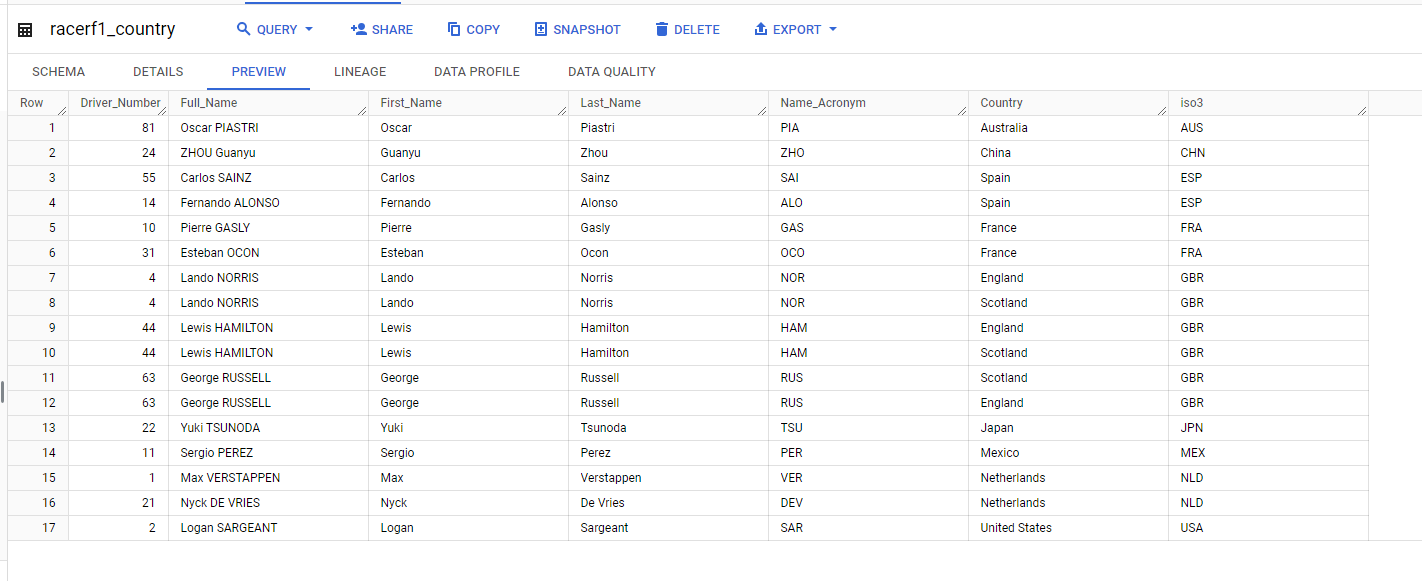 racerf1_country QUERY SHARE COPY SNAPSHOT DELETE EXPORT
SCHEMA DETAILS PREVIEW LINEAGE DATA PROFILE DATA QUALITY
Row Driver_Number Full_Name First_Name Last_Name Name_Acronym Country iso3
1 81 Oscar PIASTRI Oscar Piastri PIA Australia AUS
2 24 ZHOU Guanyu Guanyu Zhou ZHO China CHN
3 55 Carlos SAINZ Carlos Sainz SAI Spain ESP
4 14 Fernando ALONSO Fernando Alonso ALO Spain ESP
5 10 Pierre GASLY Pierre Gasly GAS France FRA
6 31 Esteban OCON Esteban Ocon OCO France FRA
7 4 Lando NORRIS Lando Norris NOR England GBR
8 4 Lando NORRIS Lando Norris NOR Scotland GBR
9 44 Lewis HAMILTON Lewis Hamilton HAM England GBR
10 44 Lewis HAMILTON Lewis Hamilton HAM Scotland GBR
11 63 George RUSSELL George Russell RUS Scotland GBR
12 63 George RUSSELL George Russell RUS England GBR
13 22 Yuki TSUNODA Yuki Tsunoda TSU Japan JPN
14 11 Sergio PEREZ Sergio Perez PER Mexico MEX
15 1 Max VERSTAPPEN Max Verstappen VER Netherlands NLD
16 21 Nyck DE VRIES Nyck De Vries DEV Netherlands NLD
17 2 Logan SARGEANT Logan Sargeant SAR United States USA